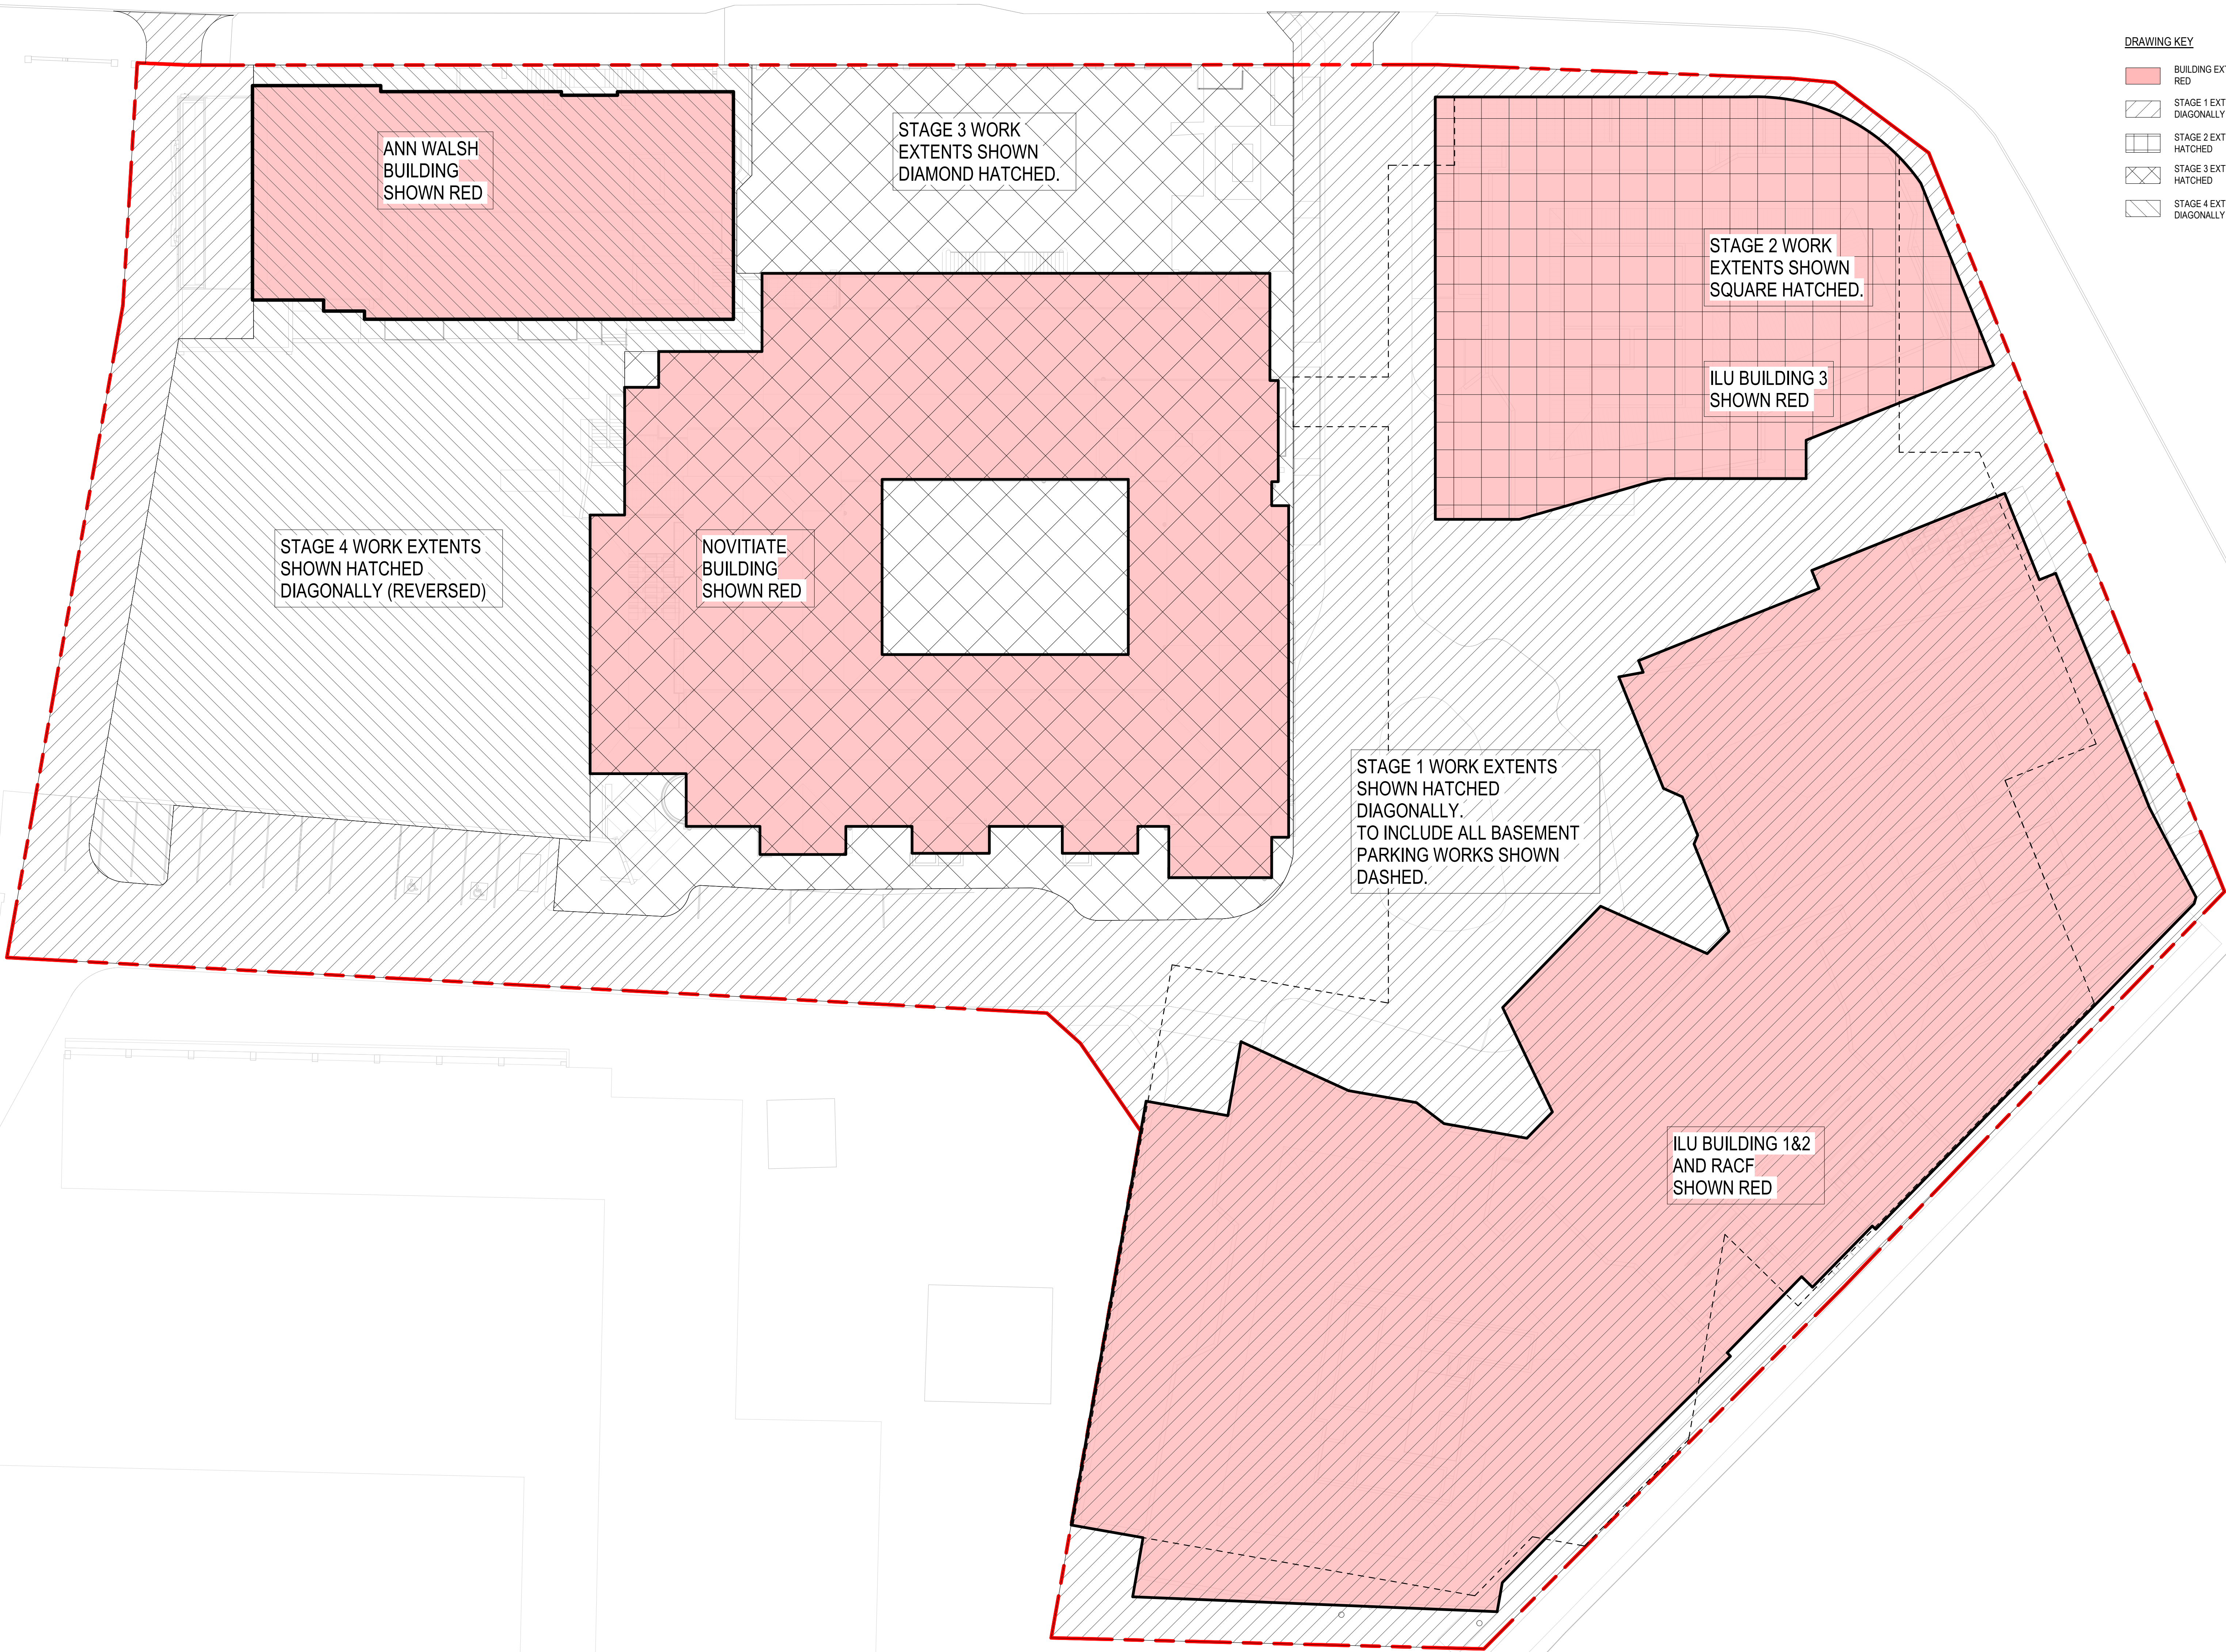 DRAWING KEY
BUILDING EXT
RED
STAGE 1 EXT
DIAGONALLY
STAGE 2 EXT
HATCHED
STAGE 3 EXT
HATCHED
STAGE 4 EXT
DIAGONALLY
ANN WALSH
BUILDING
SHOWN RED
STAGE 3 WORK
EXTENTS SHOWN
DIAMOND HATCHED.
STAGE 2 WORK
EXTENTS SHOWN
SQUARE HATCHED.
ILU BUILDING 3
SHOWN RED
STAGE 4 WORK EXTENTS
SHOWN HATCHED
DIAGONALLY (REVERSED)
NOVITIATE
BUILDING
SHOWN RED
STAGE 1 WORK EXTENTS
SHOWN HATCHED
DIAGONALLY.
TO INCLUDE ALL BASEMENT
PARKING WORKS SHOWN
DASHED.
ILU BUILDING 1&2
AND RACF
SHOWN RED